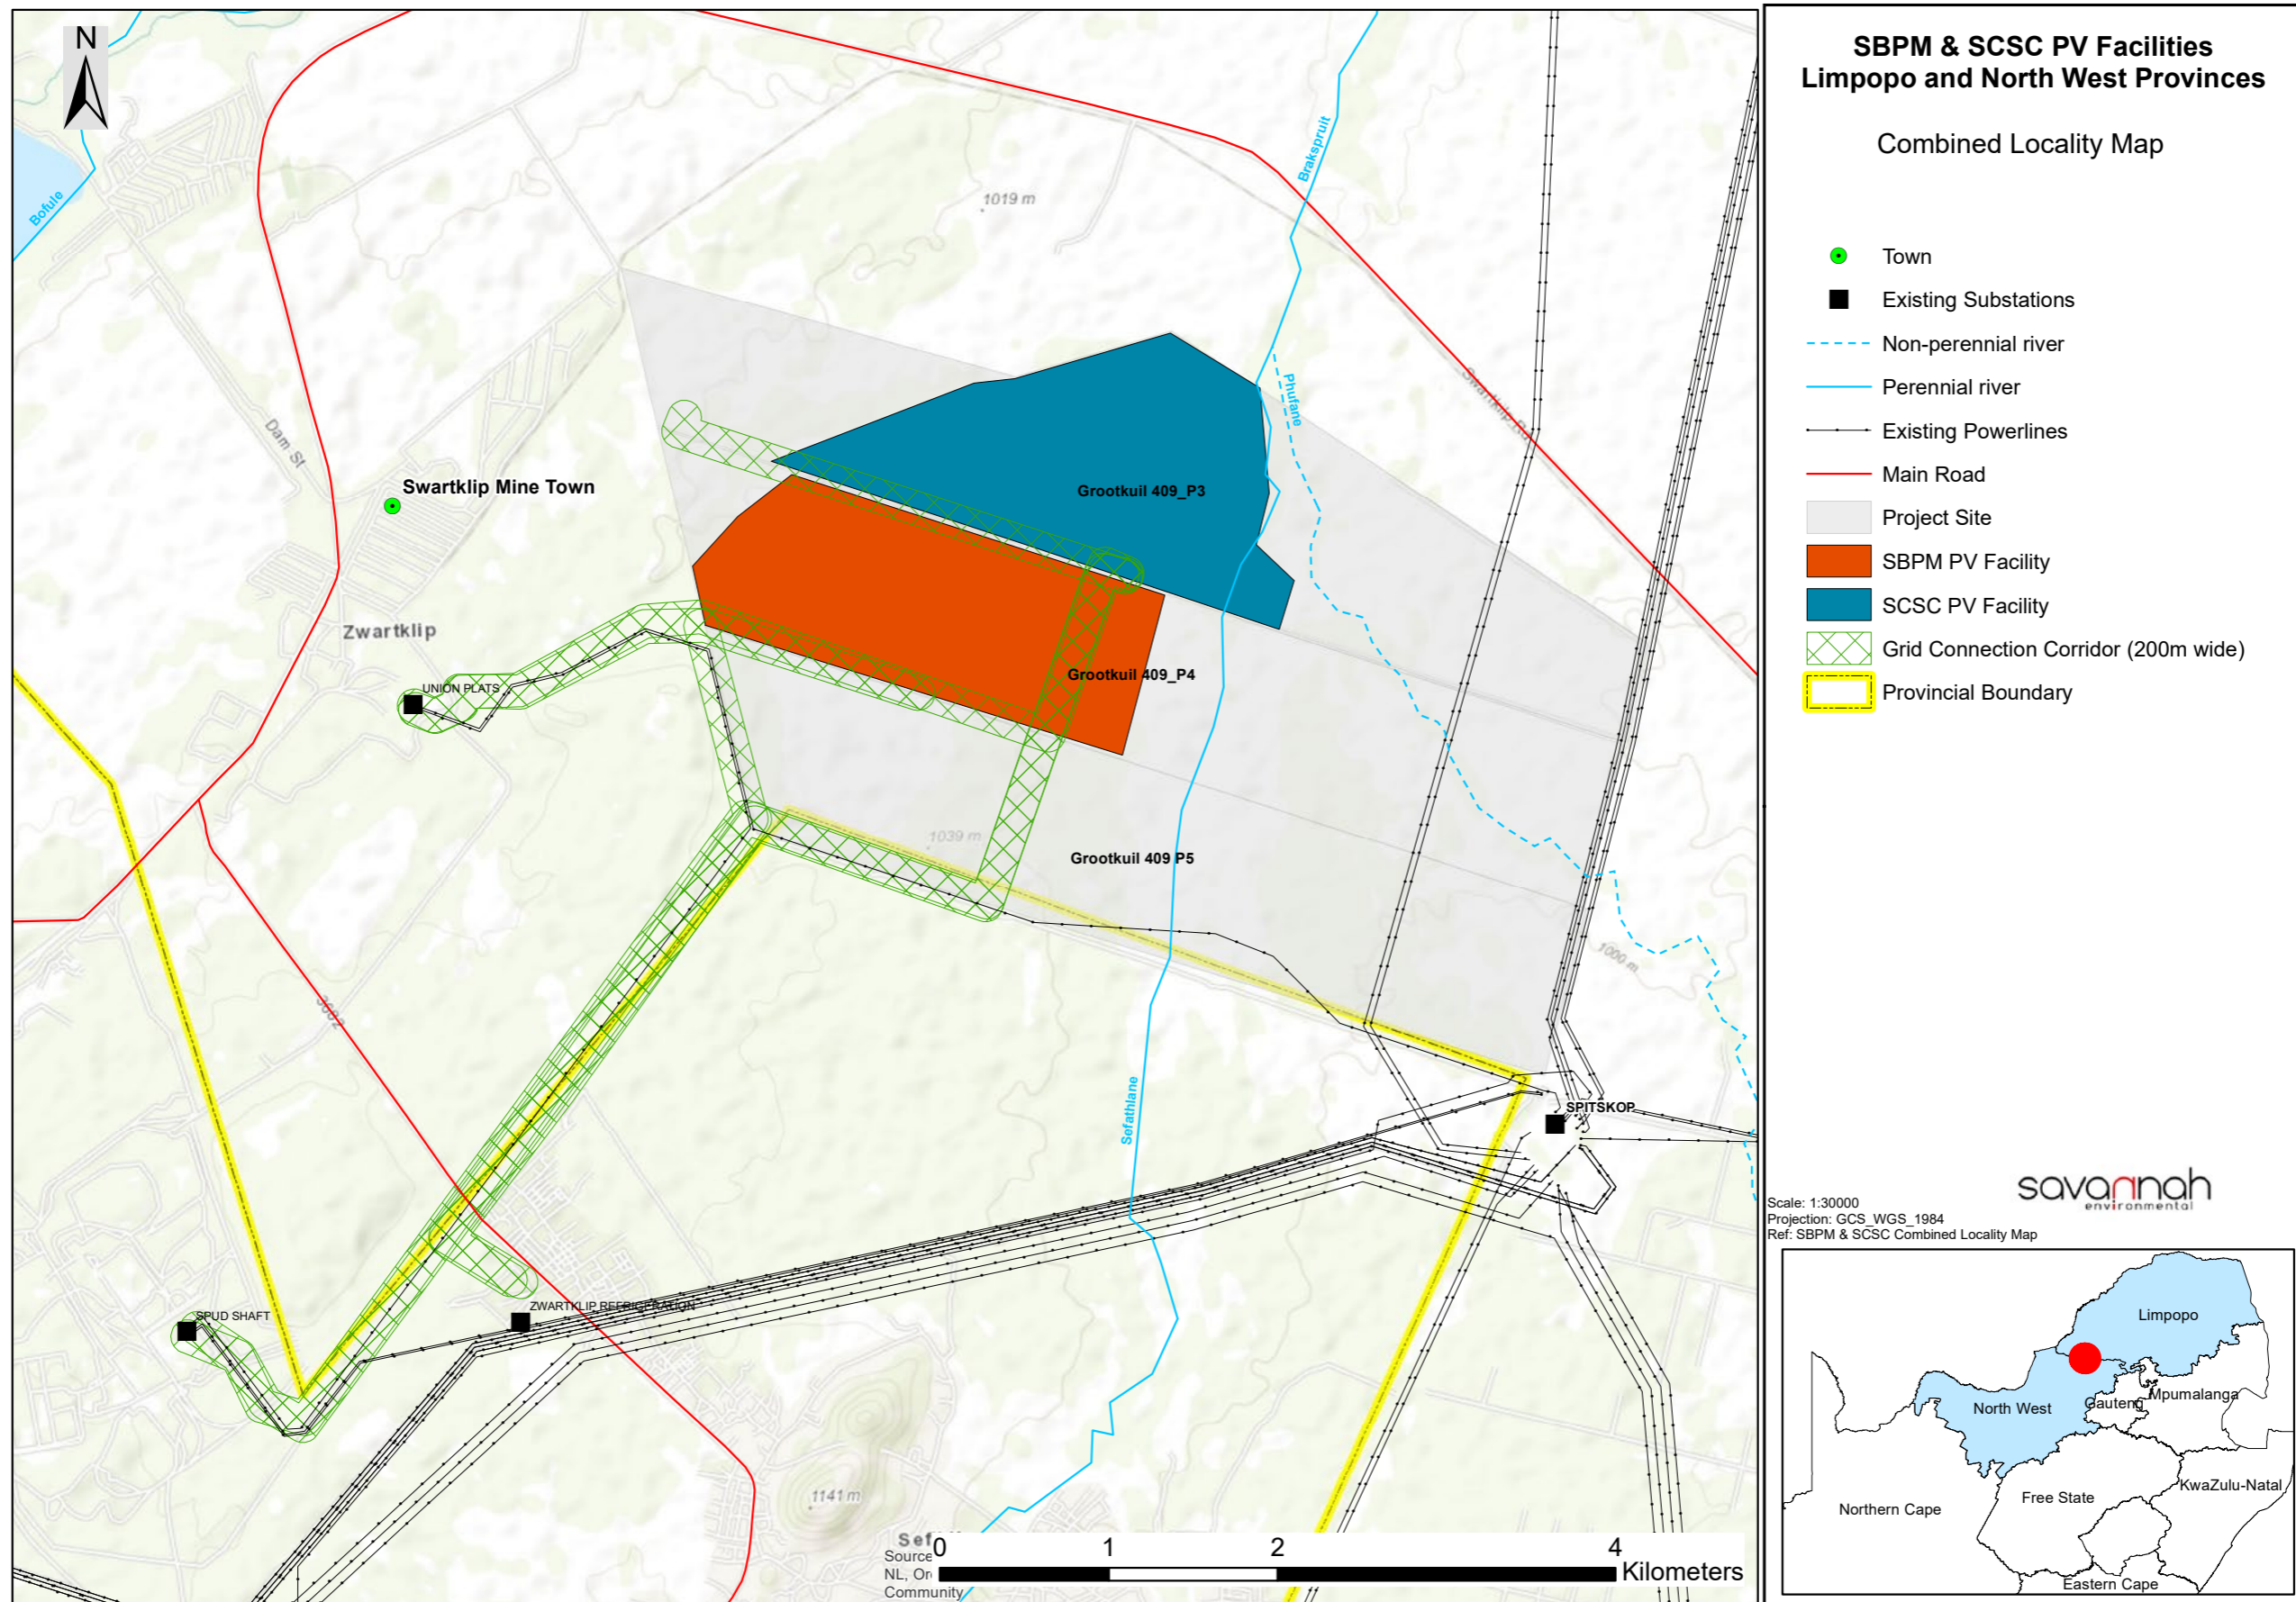 SBPM & SCSC PV Facilities
Limpopo and North West Provinces
Combined Locality Map
Town
Existing Substations
Non-perennial river
Perennial river
Existing Powerlines
Main Road
Project Site
SBPM PV Facility
SCSC PV Facility
Grid Connection Corridor (200m wide)
Provincial Boundary
savannah
environmental
Scale: 1:30000
Projection: GCS_WGS_1984
Ref: SBPM & SCSC Combined Locality Map
Limpopo
Mpumalanga
Gauteng
North West
KwaZulu-Natal
Free State
Northern Cape
Eastern Cape
N
Bofule
Brakspruit
1019 m
Phufane
Swartklip Rd
Dam St
Swartklip Mine Town
Grootkuil 409_P3
Zwartklip
Grootkuil 409_P4
UNION PLATS
1039 m
Grootkuil 409 P5
1000 m
3602
Sefathlane
SPITSKOP
ZWARTKLIP REFRIGERATION
SPUD SHAFT
1141 m
Sef
Source
NL, Or
Community
0 1 2 4
Kilometers